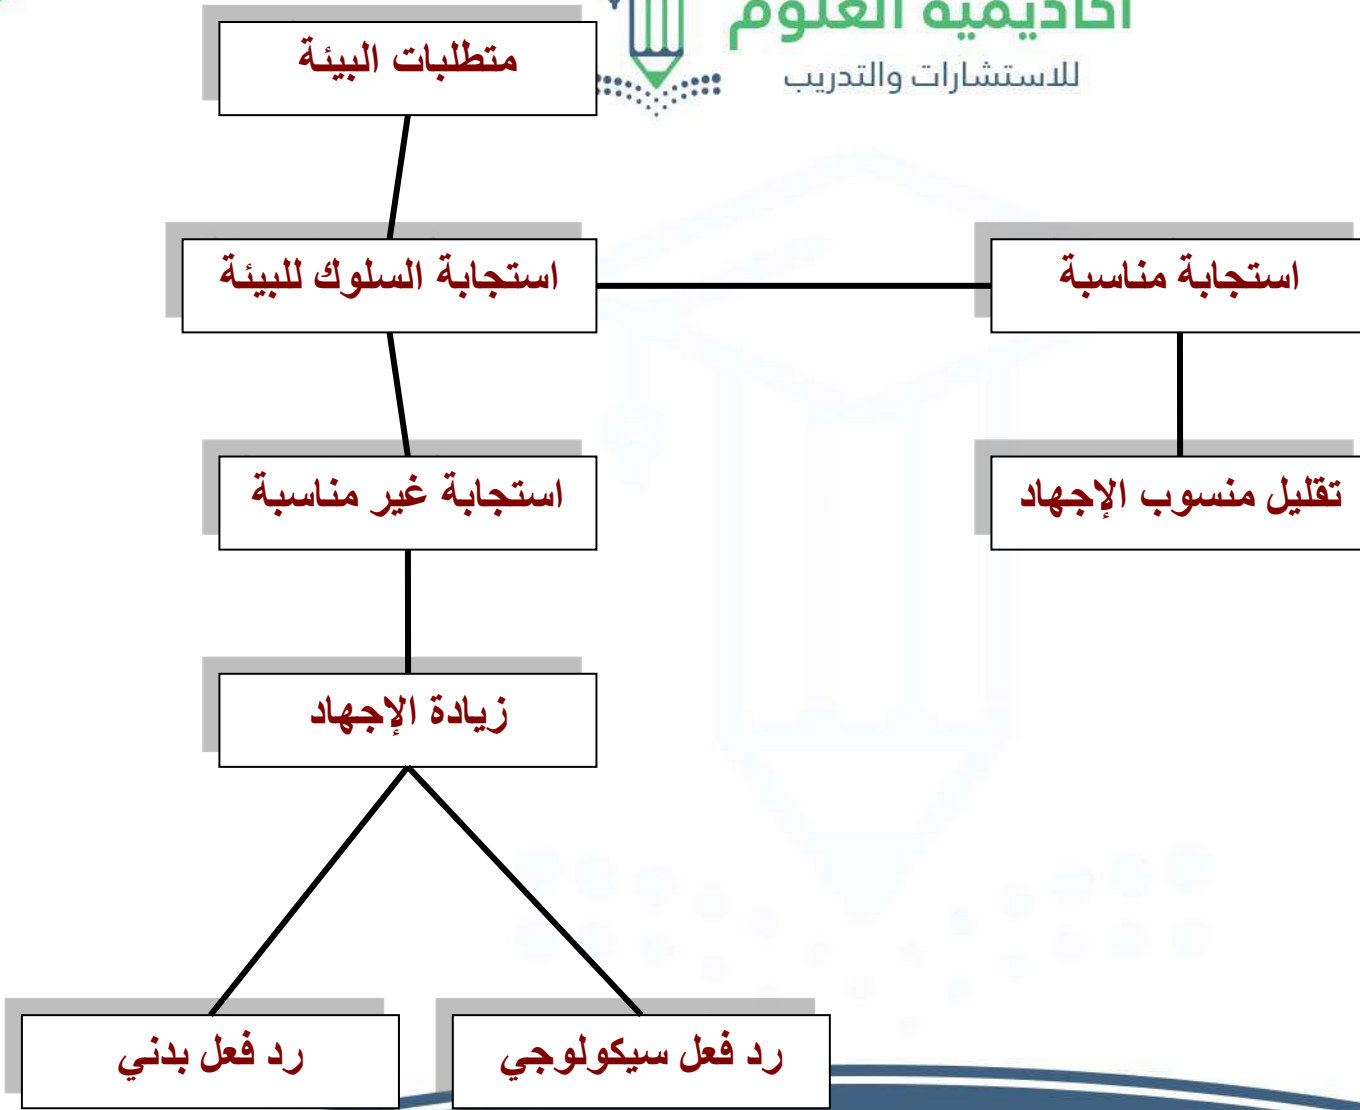 أكاديمية العلوم
للاستشارات والتدريب
متطلبات البيئة
استجابة مناسبة
استجابة السلوك للبيئة
تقليل منسوب الإجهاد
استجابة غير مناسبة
زيادة الإجهاد
رد فعل سيكولوجي
رد فعل بدني